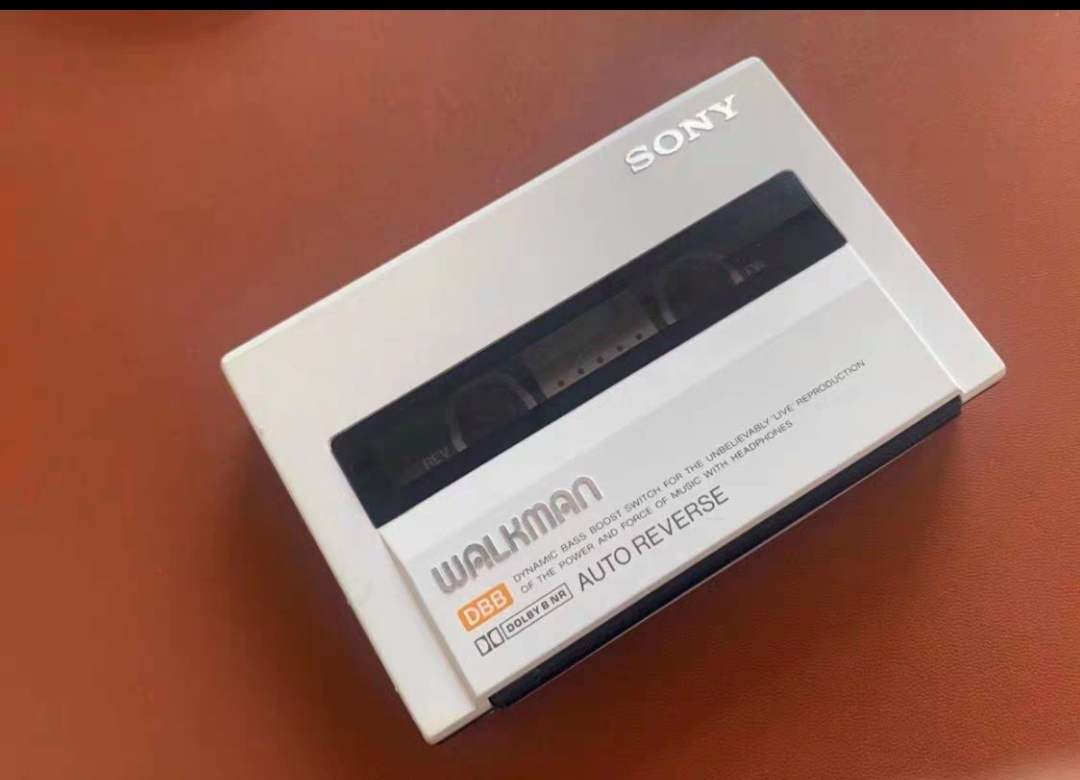 SONY
FWD
REV
WALKMAN
DBB DYNAMIC BASS BOOST SWITCH FOR THE UNBELIEVABLY 'LIVE' REPRODUCTION
OF THE POWER AND FORCE OF MUSIC WITH HEADPHONES
DOLBY B NR AUTO REVERSE